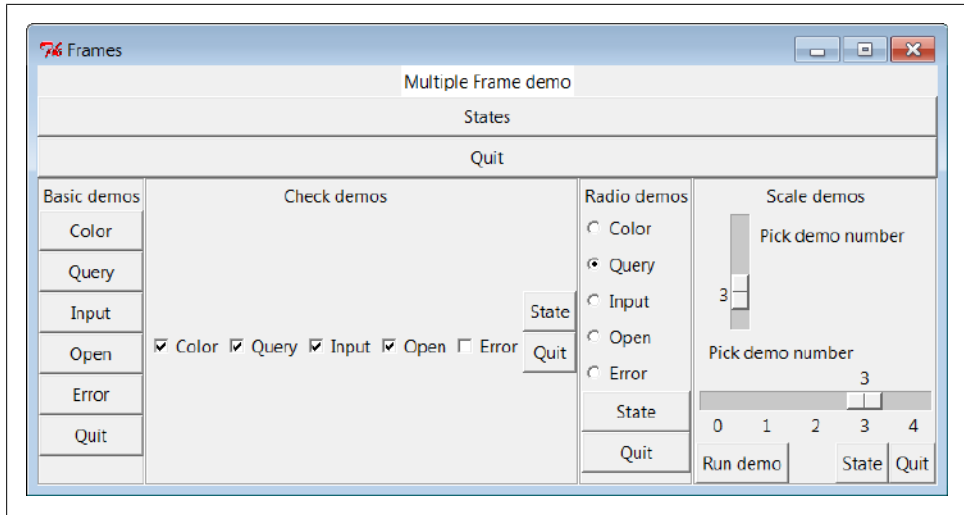 Frames
Multiple Frame demo
States
Quit
Basic demos
Color
Query
Input
Open
Error
Quit
Check demos
Color Query Input Open Error
State
Quit
Radio demos
Color
Query
Input
Open
Error
State
Quit
Scale demos
Pick demo number
3
Pick demo number
3
0 1 2 3 4
Run demo State Quit